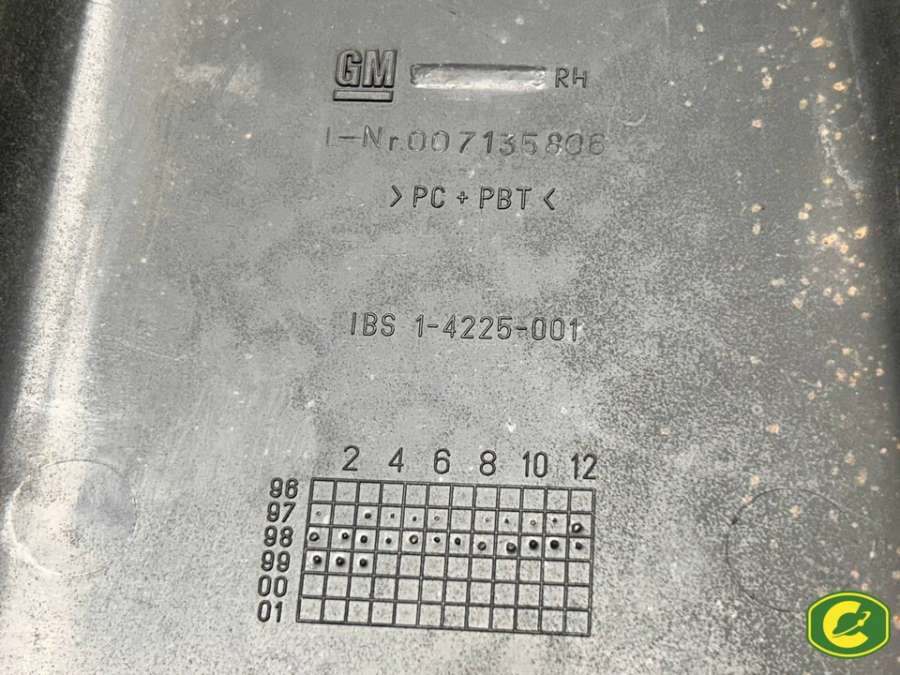 GM RH
I-Nr.007135806
>PC+PBT<
IBS 1-4225-001
2 4 6 8 10 12
96
97
98
99
00
01